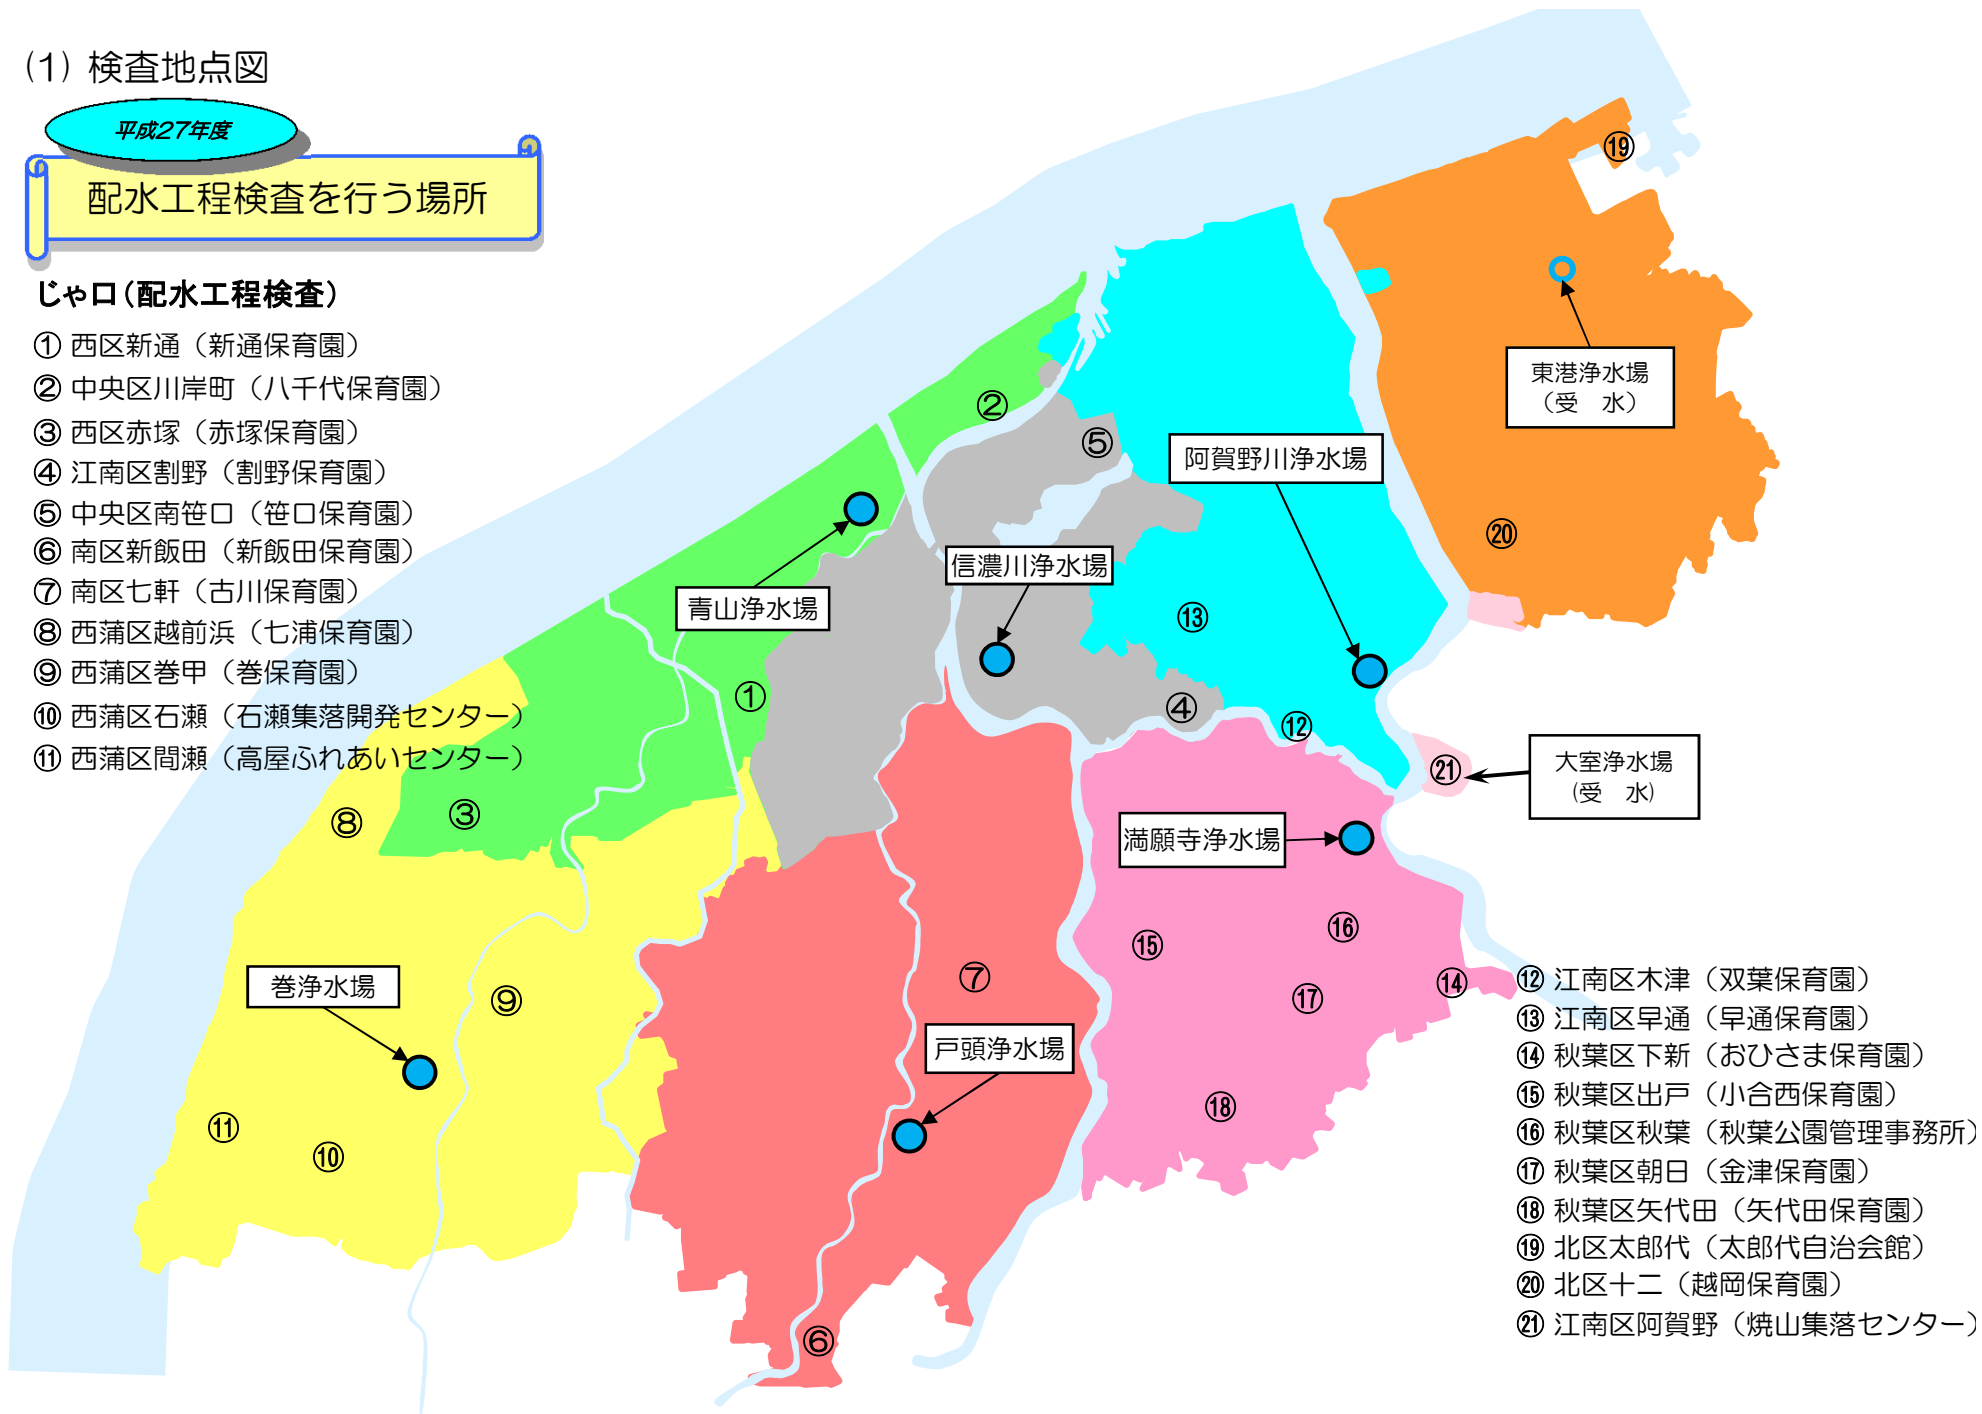 (1) 検査地点図
平成27年度
配水工程検査を行う場所
じゃ口（配水工程検査）
① 西区新通（新通保育園）
② 中央区川岸町（八千代保育園）
③ 西区赤塚（赤塚保育園）
④ 江南区割野（割野保育園）
⑤ 中央区南笹口（笹口保育園）
⑥ 南区新飯田（新飯田保育園）
⑦ 南区七軒（古川保育園）
⑧ 西蒲区越前浜（七浦保育園）
⑨ 西蒲区巻甲（巻保育園）
⑩ 西蒲区石瀬（石瀬集落開発センター）
⑪ 西蒲区間瀬（高屋ふれあいセンター）
⑲
東港浄水場
（受　水）
②
⑤
阿賀野川浄水場
⑳
信濃川浄水場
青山浄水場
⑬
①
④
⑫
㉑
大室浄水場
（受　水）
⑧
③
満願寺浄水場
⑯
⑮
⑦
⑭
巻浄水場
⑨
⑰
戸頭浄水場
⑱
⑪
⑩
⑥
⑫ 江南区木津（双葉保育園）
⑬ 江南区早通（早通保育園）
⑭ 秋葉区下新（おひさま保育園）
⑮ 秋葉区出戸（小合西保育園）
⑯ 秋葉区秋葉（秋葉公園管理事務所）
⑰ 秋葉区朝日（金津保育園）
⑱ 秋葉区矢代田（矢代田保育園）
⑲ 北区太郎代（太郎代自治会館）
⑳ 北区十二（越岡保育園）
㉑ 江南区阿賀野（焼山集落センター）